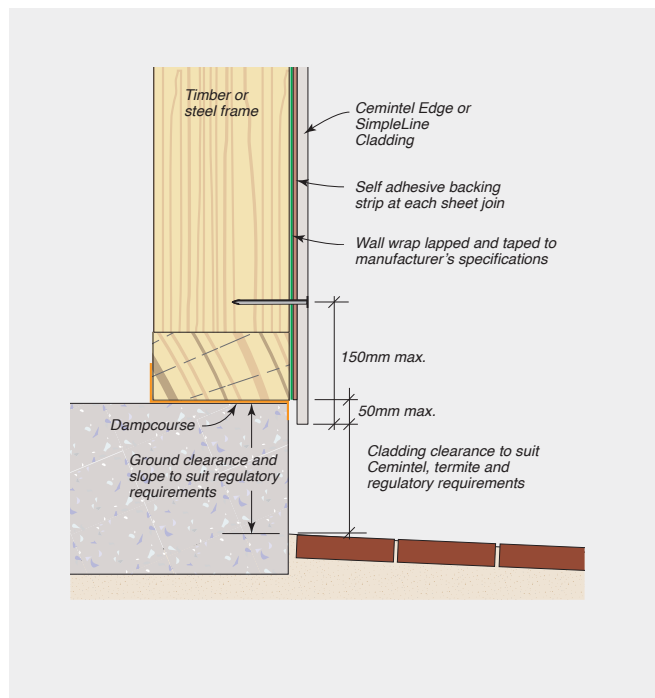 Timber or
steel frame
Cemintel Edge or
SimpleLine
Cladding
Self adhesive backing
strip at each sheet join
Wall wrap lapped and taped to
manufacturer's specifications
150mm max.
50mm max.
Dampcourse
Ground clearance and
slope to suit regulatory
requirements
Cladding clearance to suit
Cemintel, termite and
regulatory requirements